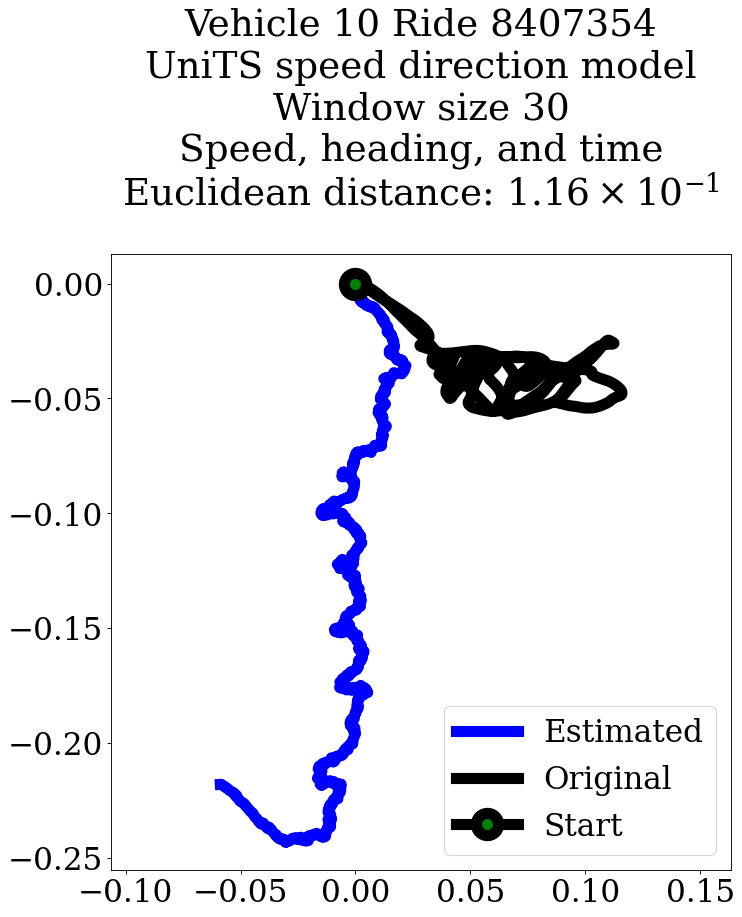 Vehicle 10 Ride 8407354
UniTS speed direction model
Window size 30
Speed, heading, and time
Euclidean distance: 1.16 × 10⁻¹
0.00
−0.05
−0.10
−0.15
−0.20
−0.25
−0.10
−0.05
0.00
0.05
0.10
0.15
Estimated
Original
Start